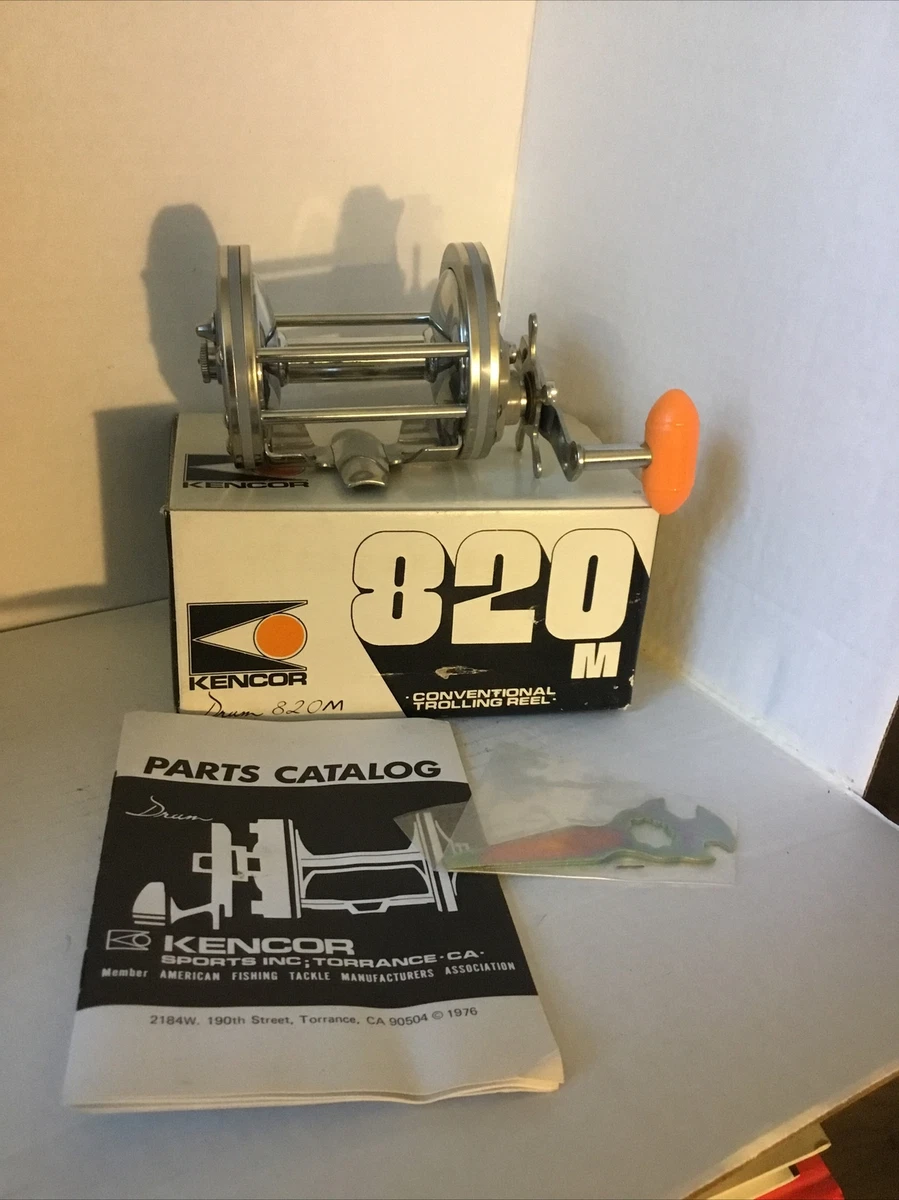 KENCOR
820
M
KENCOR
CONVENTIONAL
TROLLING REEL
Drum 820M
PARTS CATALOG
Drum
KENCOR
SPORTS INC; TORRANCE·CA·
Member AMERICAN FISHING TACKLE MANUFACTURERS ASSOCIATION
2184W. 190th Street, Torrance, CA 90504 © 1976